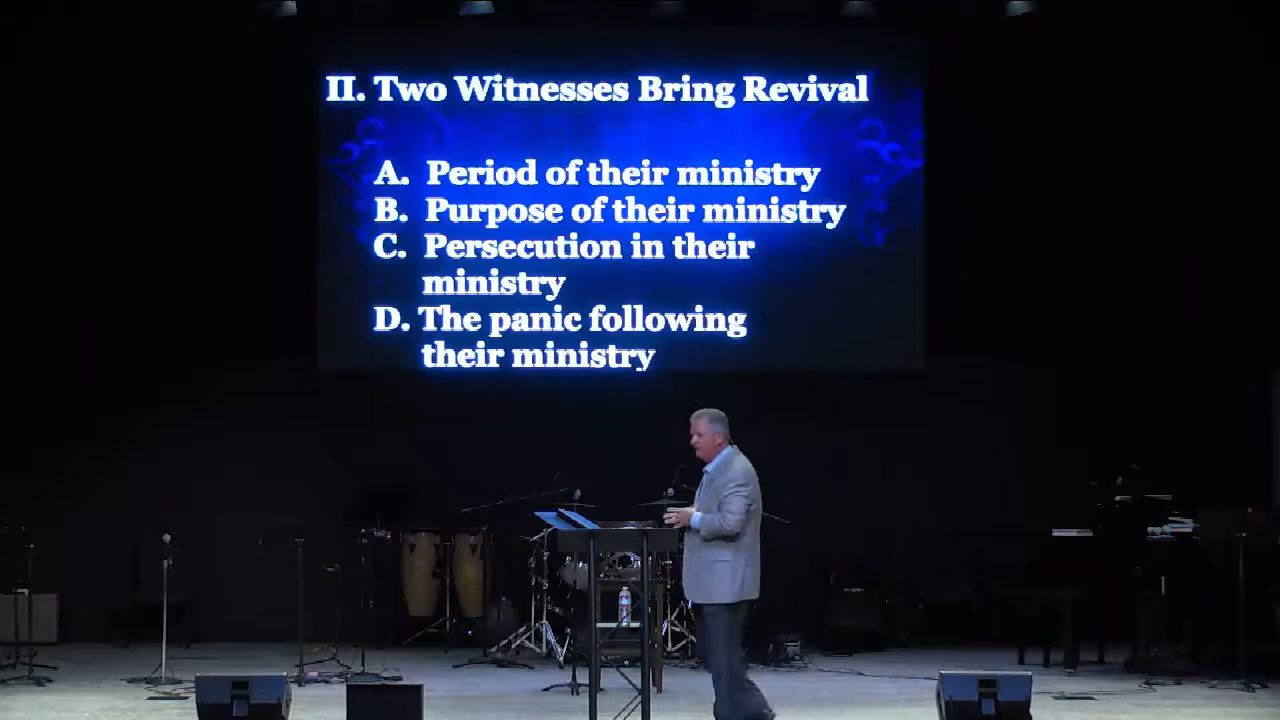 II. Two Witnesses Bring Revival
A. Period of their ministry
B. Purpose of their ministry
C. Persecution in their
ministry
D. The panic following
their ministry